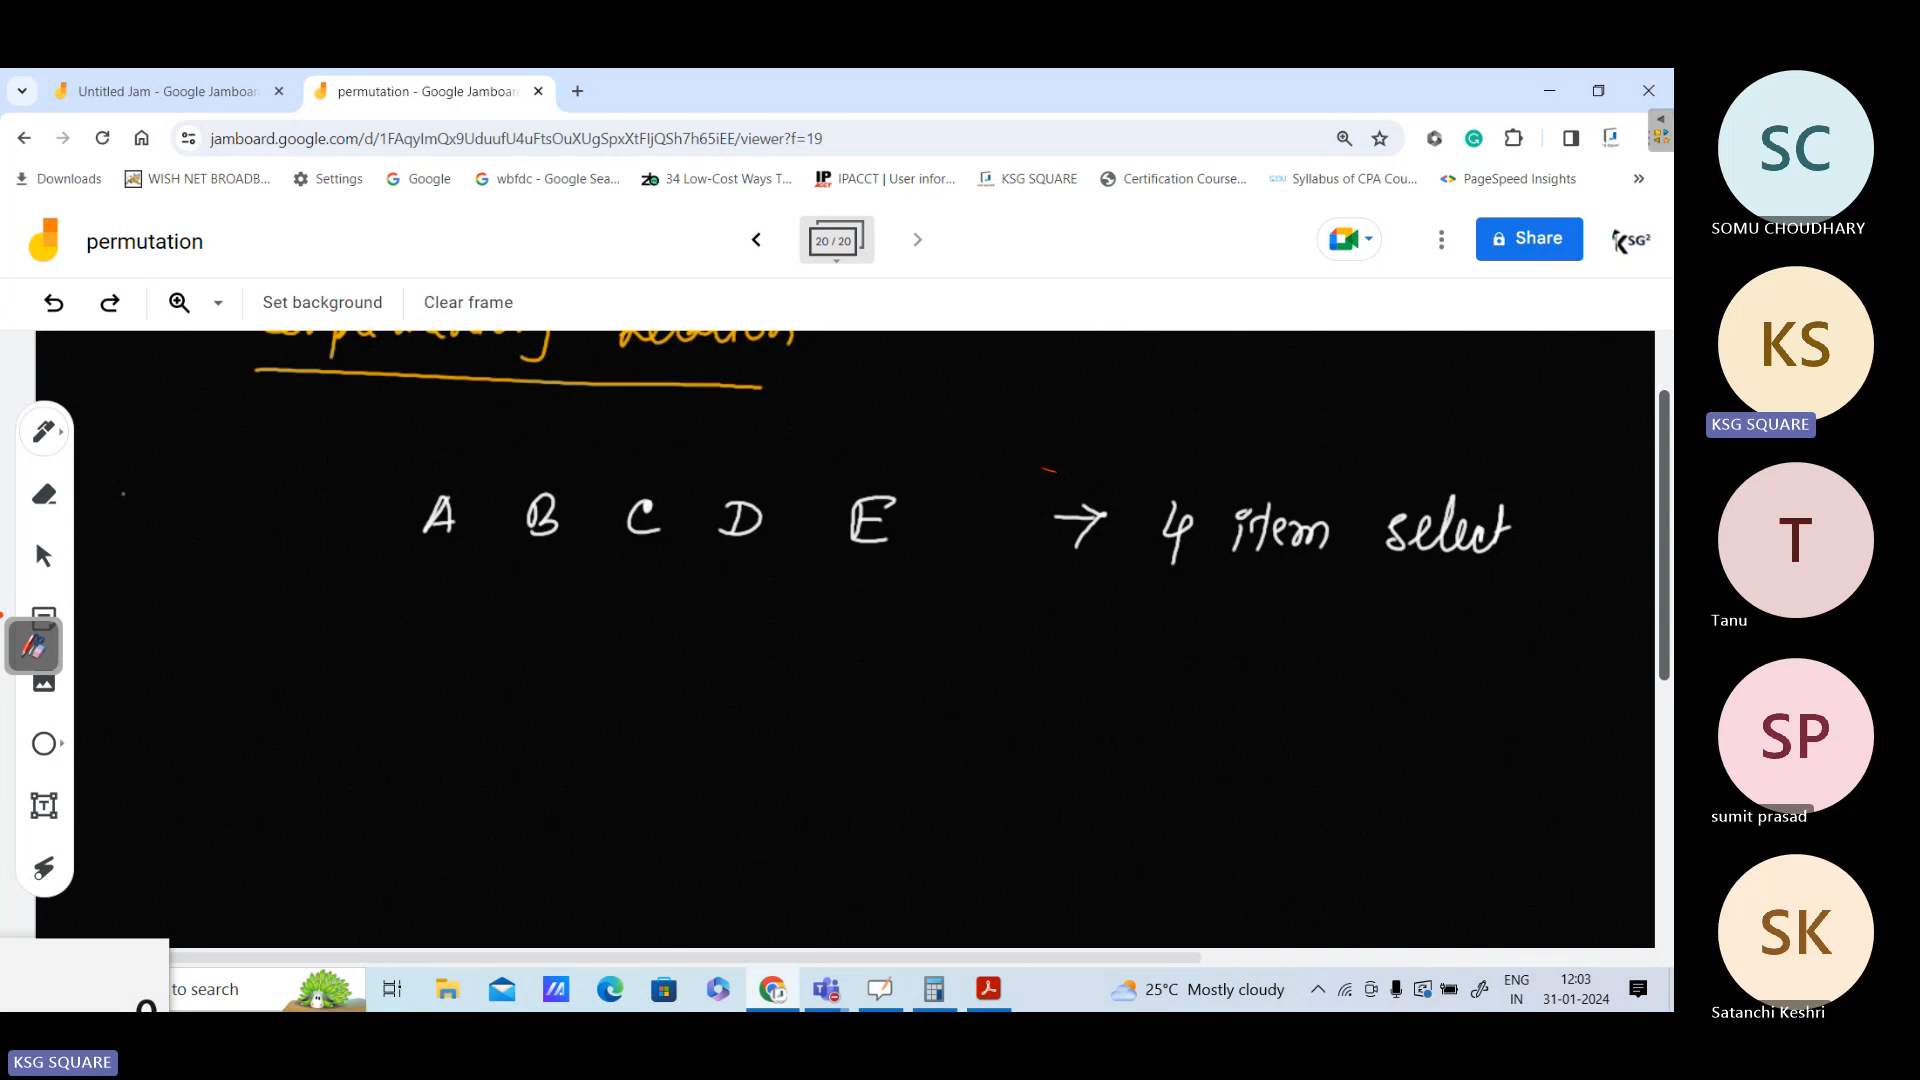 Untitled Jam - Google Jamboar
permutation - Google Jamboar
jamboard.google.com/d/1FAqyImQx9UduufU4uFtsOuXUgSpxXtFIjQSh7h65iEE/viewer?f=19
Downloads WISH NET BROADB... Settings Google wbfdc - Google Sea... 34 Low-Cost Ways T... IPACCT | User infor... KSG SQUARE Certification Course... Syllabus of CPA Cou... PageSpeed Insights
permutation
20 / 20
Share
KSG²
Set background Clear frame
A B C D E → 4 item select
to search
25°C Mostly cloudy
ENG
IN
12:03
31-01-2024
KSG SQUARE
SC
SOMU CHOUDHARY
KS
KSG SQUARE
T
Tanu
SP
sumit prasad
SK
Satanchi Keshri